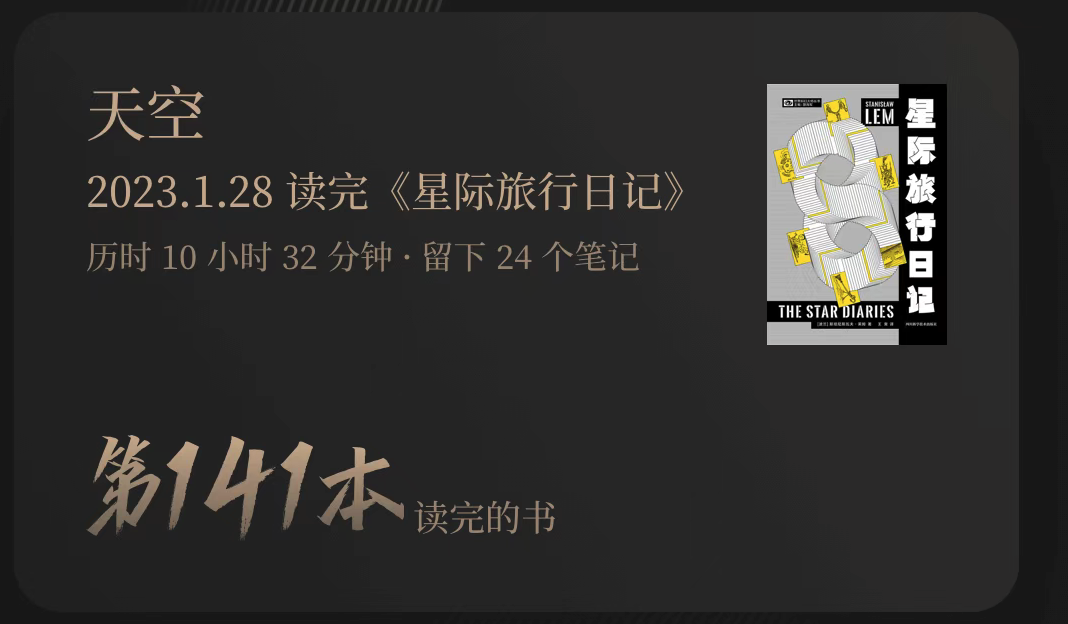 天空
2023.1.28 读完《星际旅行日记》
历时 10 小时 32 分钟 · 留下 24 个笔记
STANISŁAW
LEM
星际旅行日记
THE STAR DIARIES
第141本 读完的书